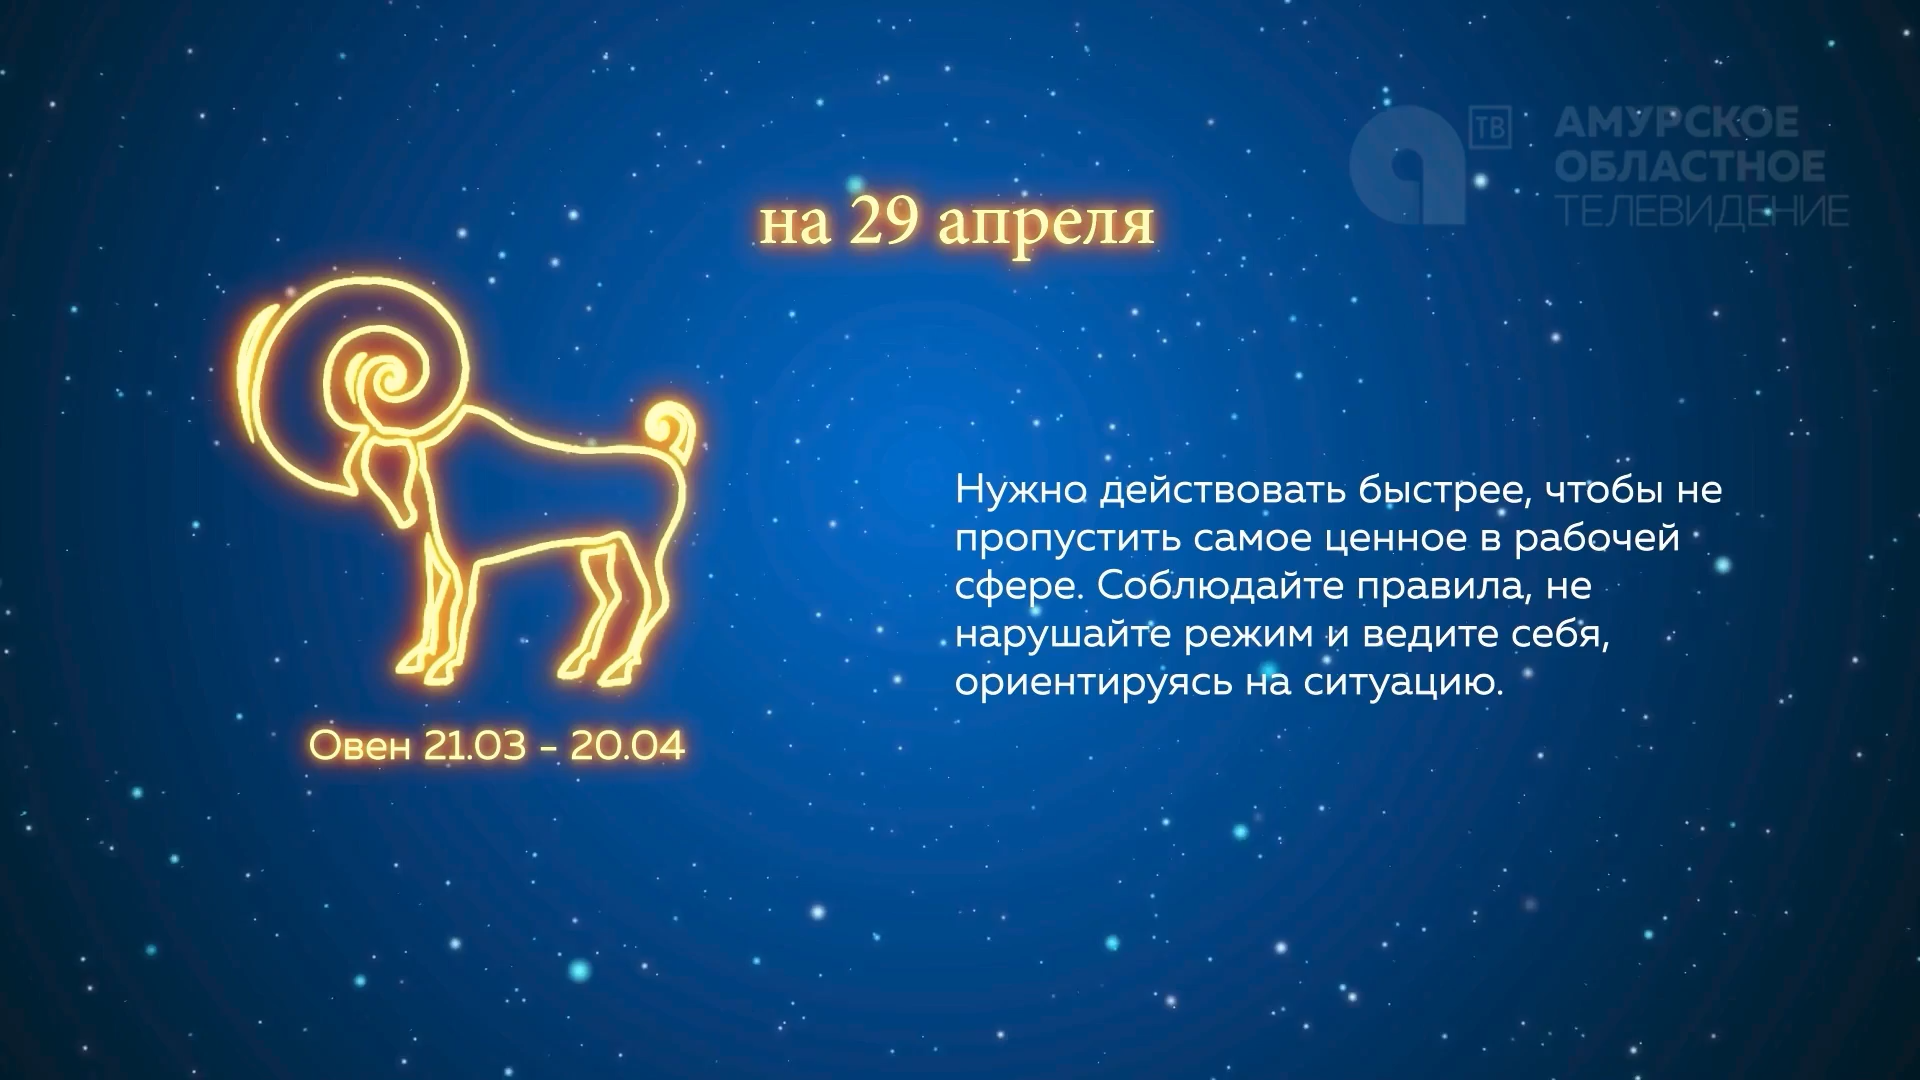 ТВ
АМУРСКОЕ
ОБЛАСТНОЕ
ТЕЛЕВИДЕНИЕ
на 29 апреля
Нужно действовать быстрее, чтобы не
пропустить самое ценное в рабочей
сфере. Соблюдайте правила, не
нарушайте режим и ведите себя,
ориентируясь на ситуацию.
Овен 21.03 - 20.04